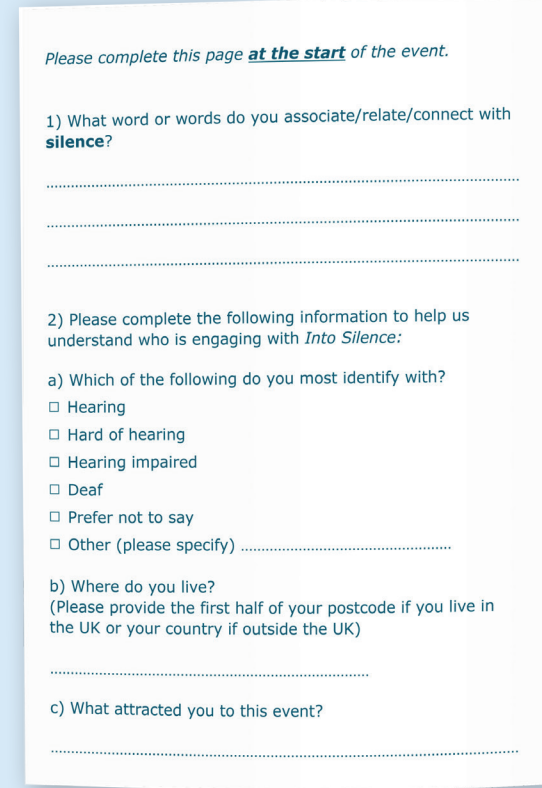 Please complete this page at the start of the event.
1) What word or words do you associate/relate/connect with
silence?
................................................................................
................................................................................
................................................................................
2) Please complete the following information to help us
understand who is engaging with Into Silence:
a) Which of the following do you most identify with?
☐ Hearing
☐ Hard of hearing
☐ Hearing impaired
☐ Deaf
☐ Prefer not to say
☐ Other (please specify) ..................................................
b) Where do you live?
(Please provide the first half of your postcode if you live in
the UK or your country if outside the UK)
................................................................................
c) What attracted you to this event?
................................................................................